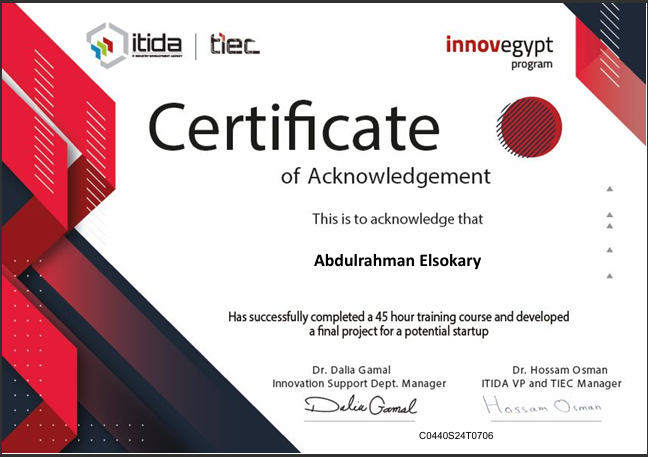 itida
IT INDUSTRY DEVELOPMENT AGENCY
tiec
innovegypt
program
Certificate
of Acknowledgement
This is to acknowledge that
Abdulrahman Elsokary
Has successfully completed a 45 hour training course and developed
a final project for a potential startup
Dr. Dalia Gamal
Innovation Support Dept. Manager
Dalia Gamal
Dr. Hossam Osman
ITIDA VP and TIEC Manager
Hossam Osman
C0440S24T0706